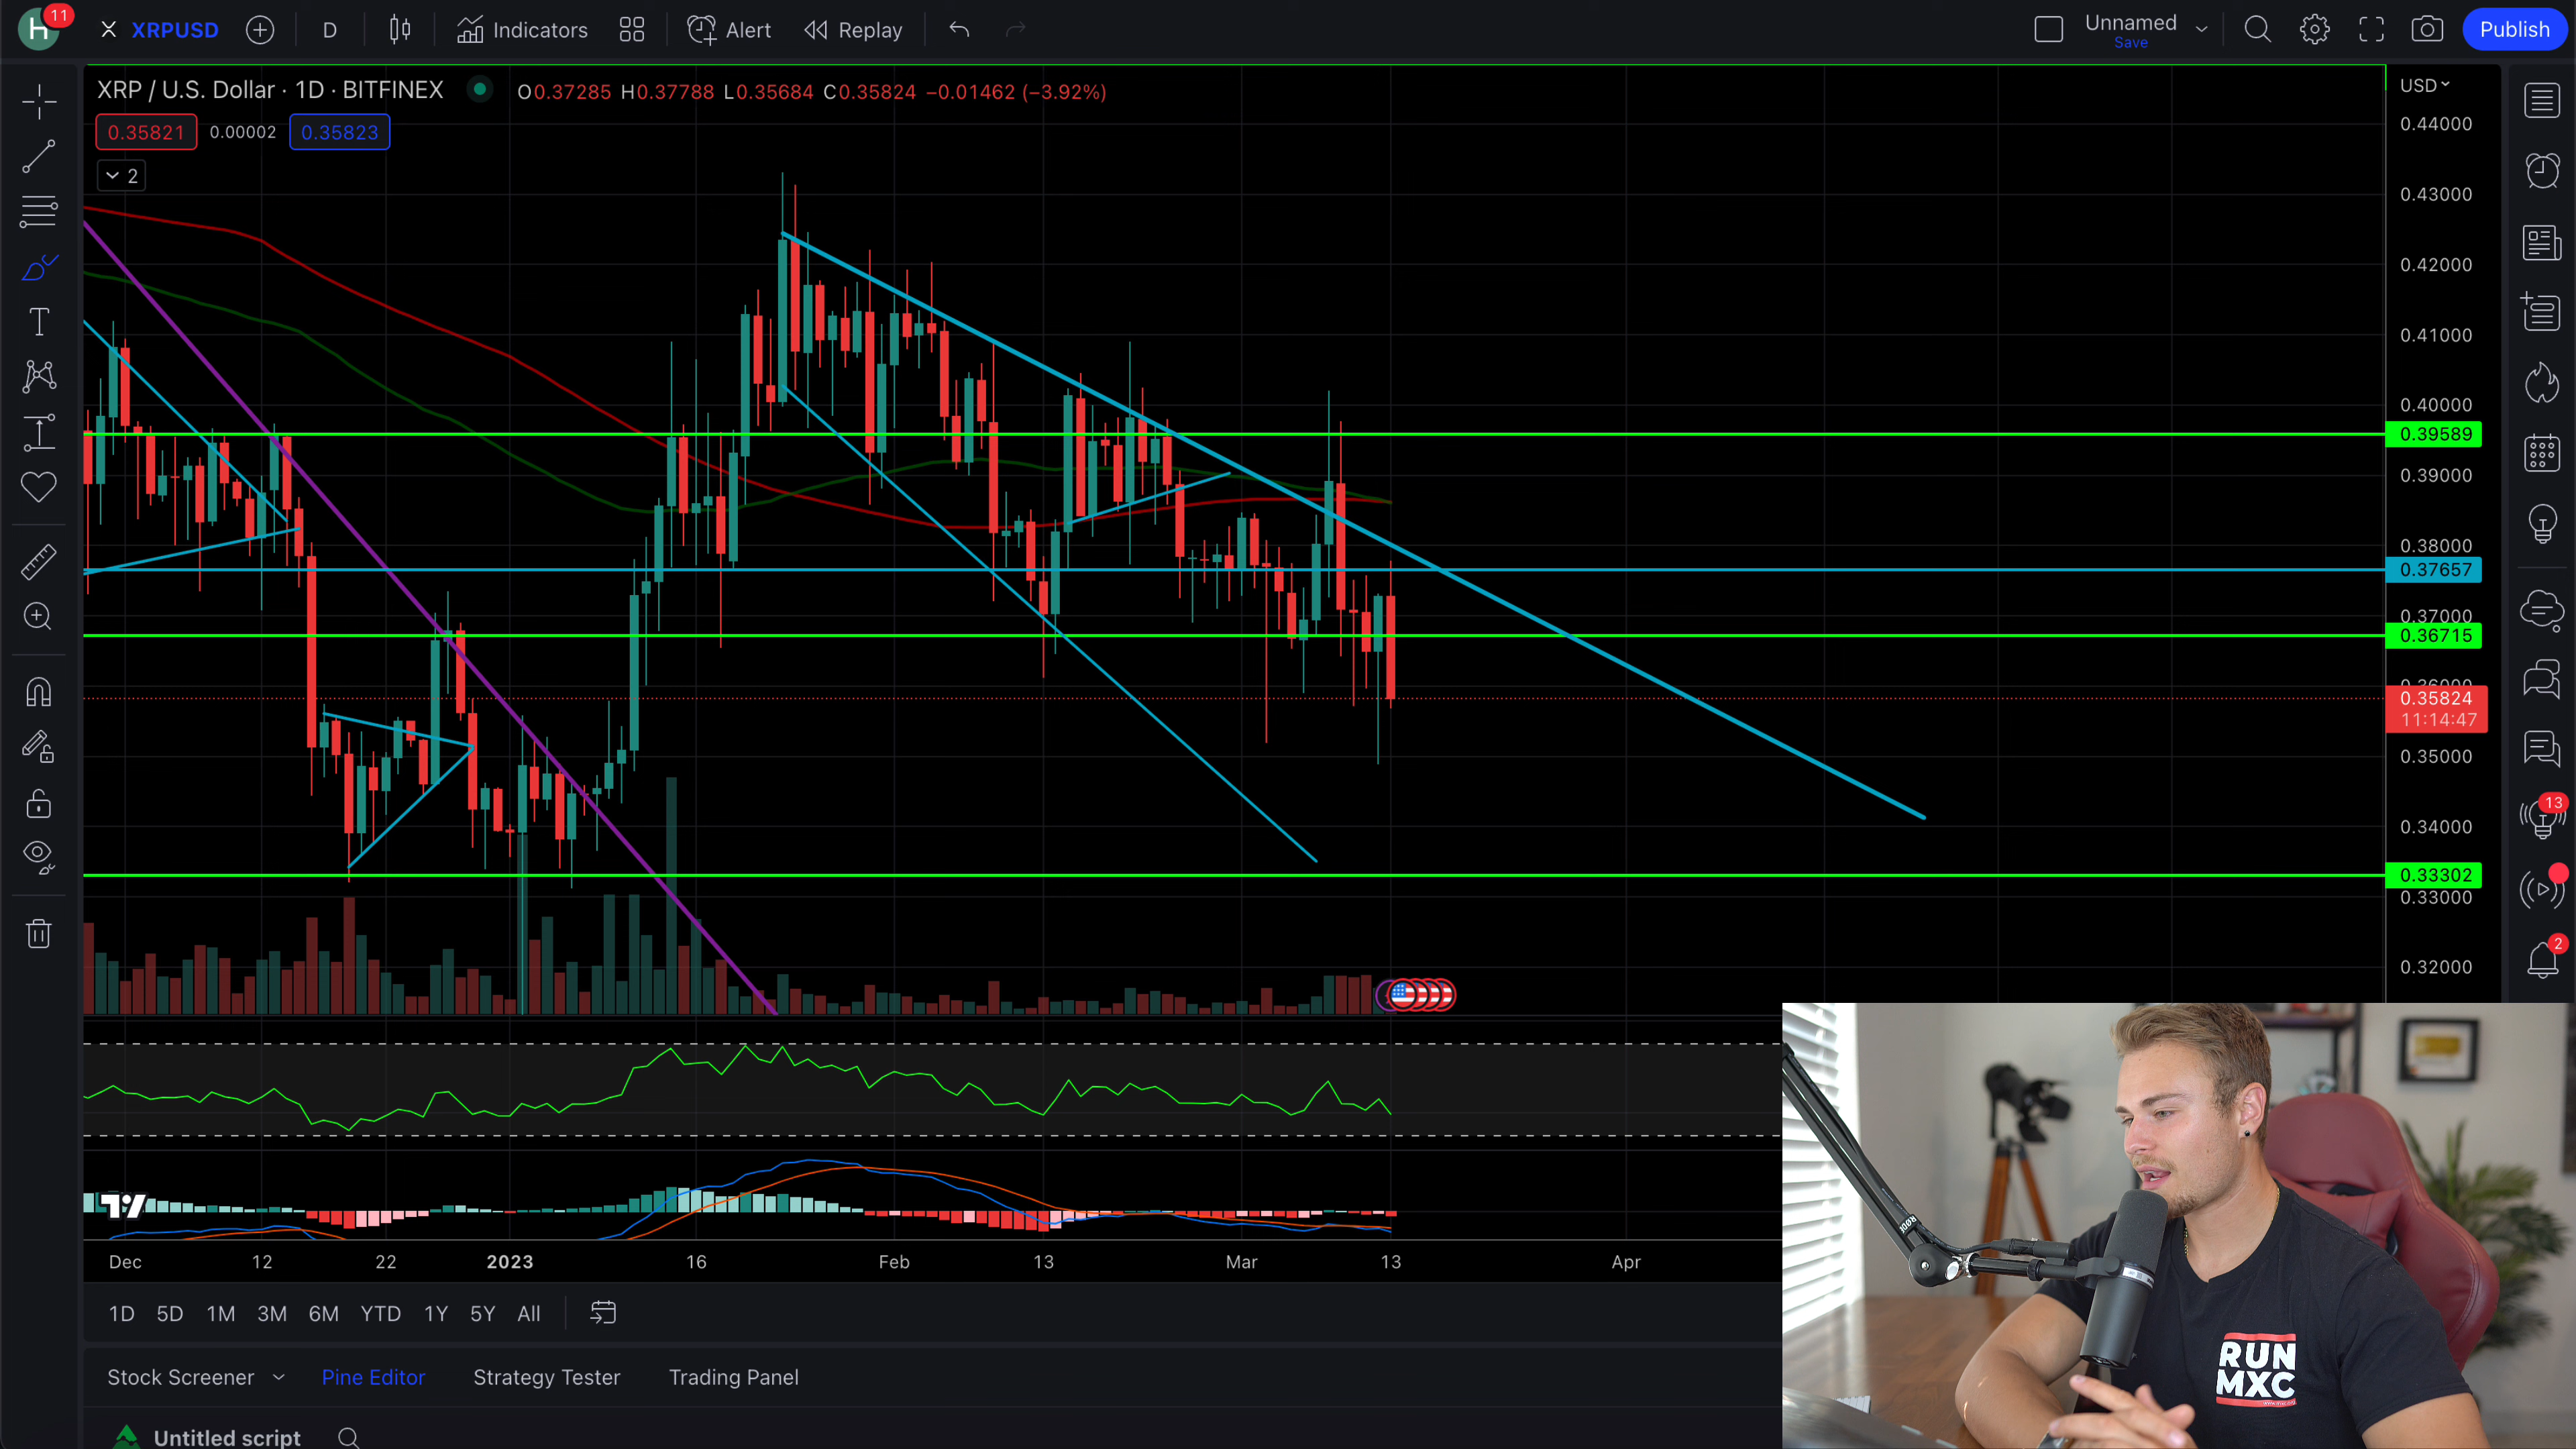 H 11 XRPUSD D Indicators Alert Replay Unnamed Save Publish
XRP / U.S. Dollar · 1D · BITFINEX O0.37285 H0.37788 L0.35684 C0.35824 −0.01462 (−3.92%)
USD
0.35821 0.00002 0.35823
2
0.44000
0.43000
0.42000
0.41000
0.40000
0.39589
0.39000
0.38000
0.37657
0.37000
0.36715
0.36000
0.35824
11:14:47
0.35000
0.34000
0.33302
0.33000
0.32000
13
2
Dec 12 22 2023 16 Feb 13 Mar 13 Apr
1D 5D 1M 3M 6M YTD 1Y 5Y All
Stock Screener Pine Editor Strategy Tester Trading Panel
Untitled script
RØDE
RUN
MXC